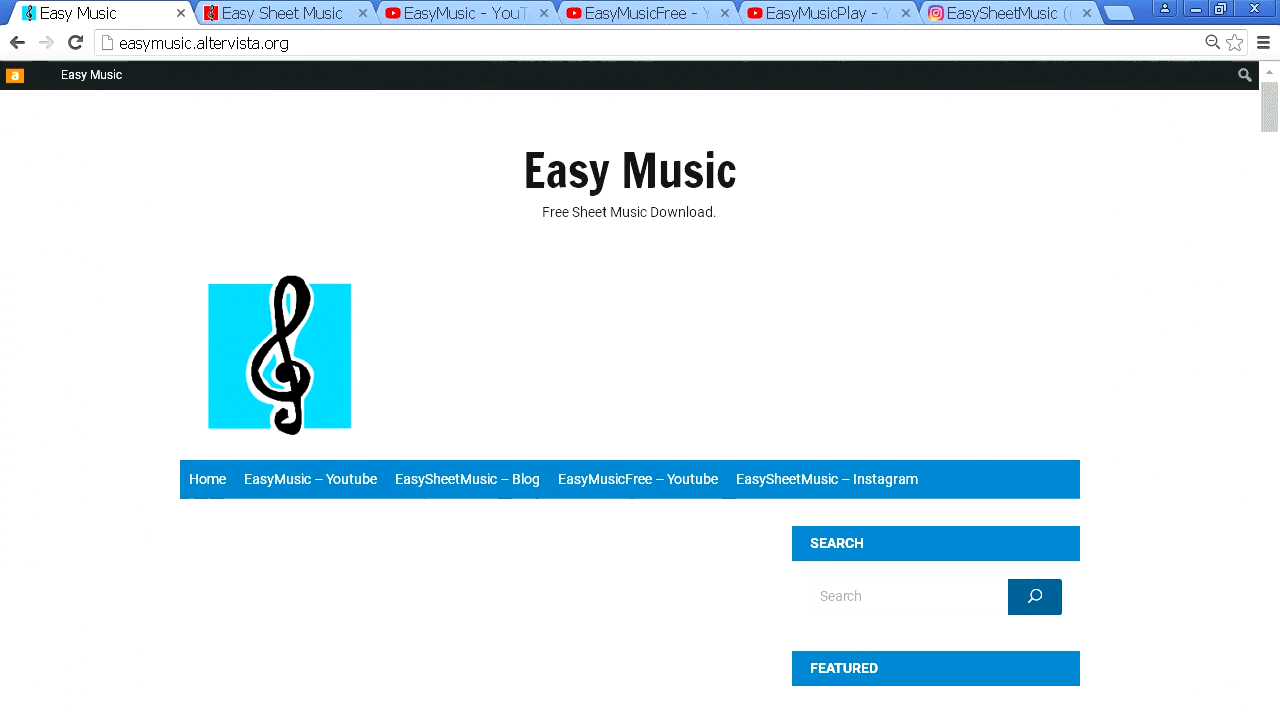 Easy Music
Easy Sheet Music
EasyMusic - YouT
EasyMusicFree - Y
EasyMusicPlay - Y
EasySheetMusic (
easymusic.altervista.org
a
Easy Music
Easy Music
Free Sheet Music Download.
Home EasyMusic – Youtube EasySheetMusic – Blog EasyMusicFree – Youtube EasySheetMusic – Instagram
SEARCH
Search
FEATURED